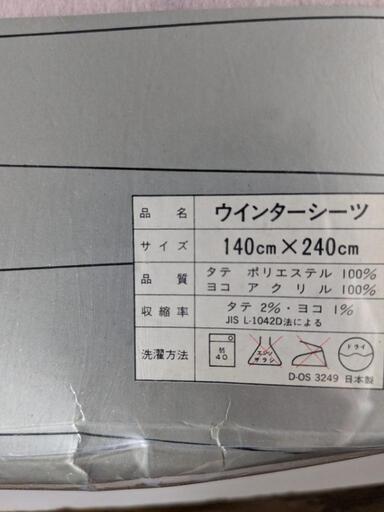 品名 ウインターシーツ
サイズ 140cm×240cm
品質 タテ ポリエステル 100%
ヨコ アクリル 100%
収縮率 タテ 2%・ヨコ 1%
JIS L-1042D法による
洗濯方法 40 エンソ サラシ ドライ
D-OS 3249 日本製